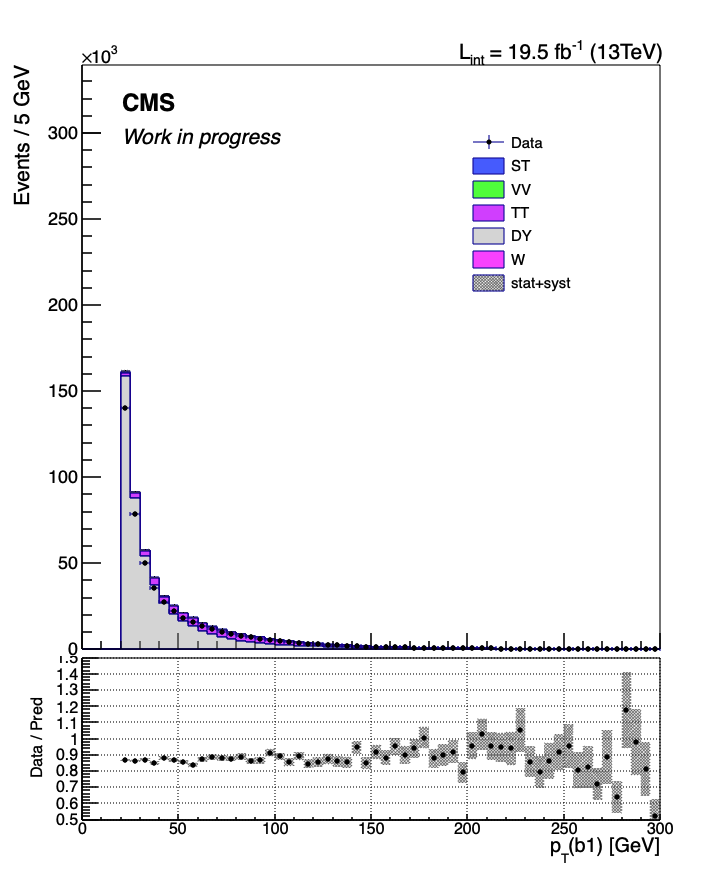 ×10³
L_int = 19.5 fb⁻¹ (13TeV)
Events / 5 GeV
CMS
Work in progress
300
250
200
150
100
50
0
Data
ST
VV
TT
DY
W
stat+syst
Data / Pred
1.5
1.4
1.3
1.2
1.1
1
0.9
0.8
0.7
0.6
0.5
0 50 100 150 200 250 300
p_T(b1) [GeV]